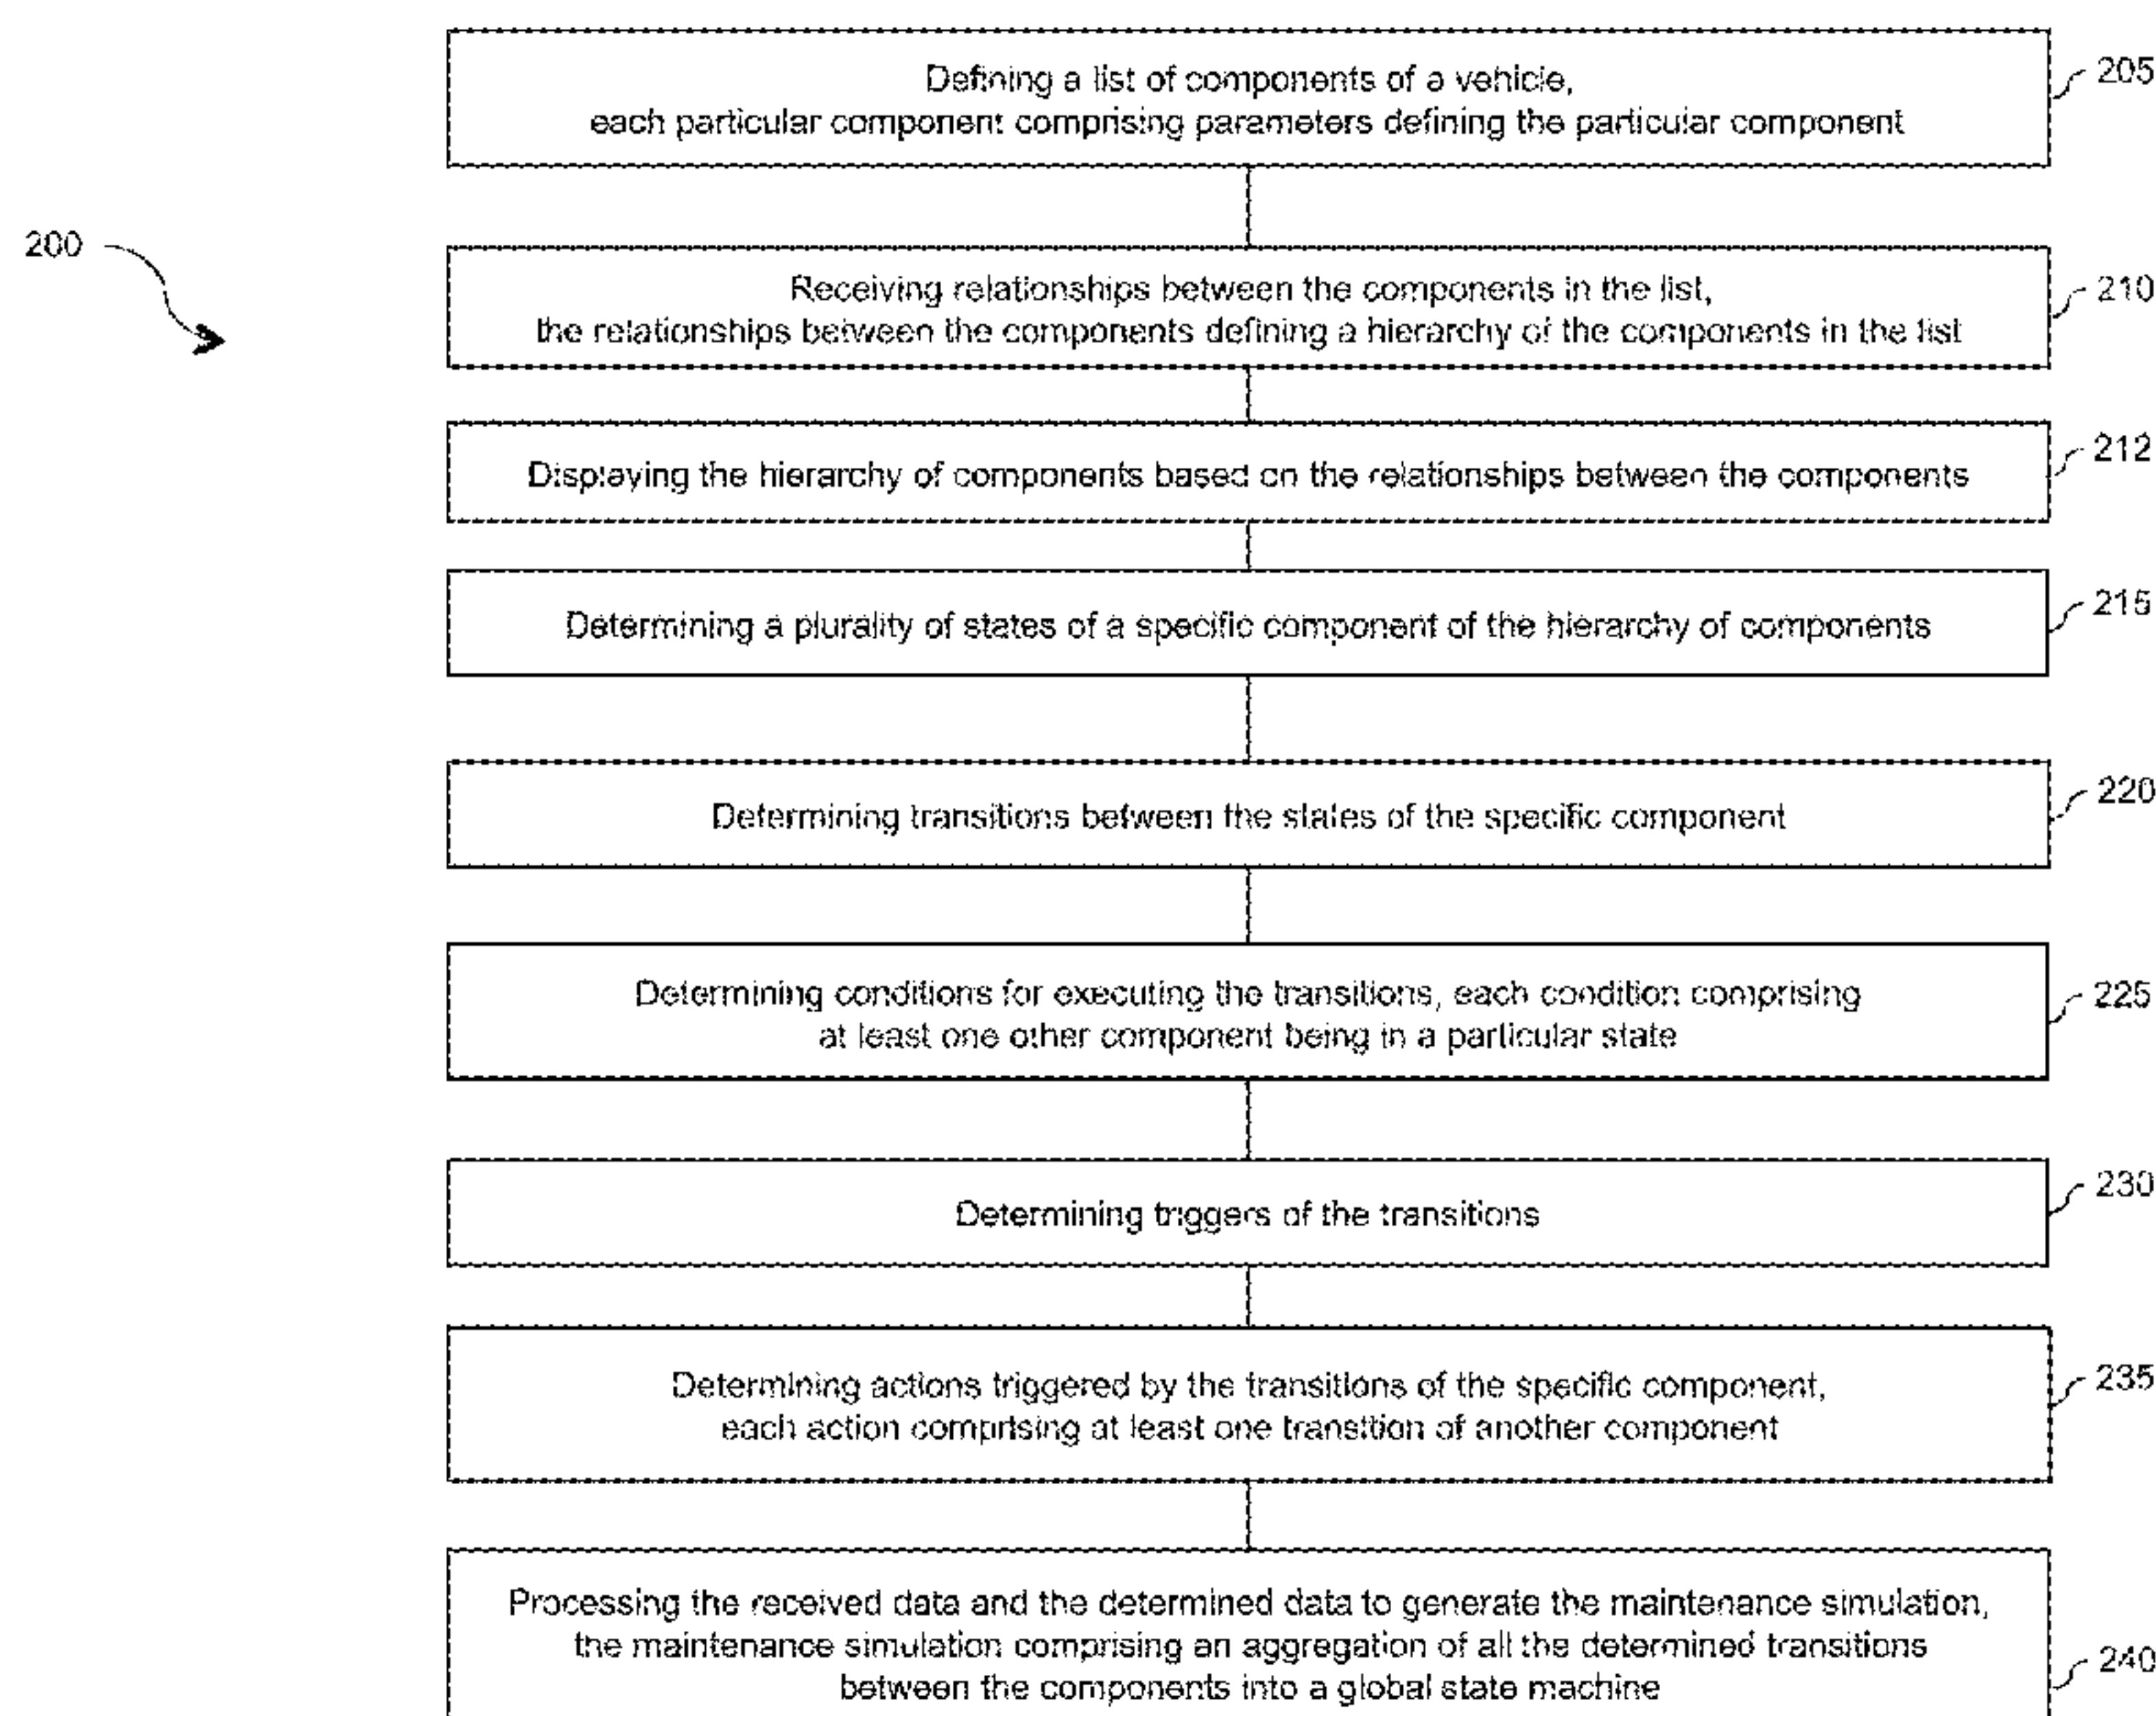 Defining a list of components of a vehicle,
each particular component comprising parameters defining the particular component
205
200
Receiving relationships between the components in the list,
the relationships between the components defining a hierarchy of the components in the list
210
Displaying the hierarchy of components based on the relationships between the components
212
Determining a plurality of states of a specific component of the hierarchy of components
215
Determining transitions between the states of the specific component
220
Determining conditions for executing the transitions, each condition comprising
at least one other component being in a particular state
225
Determining triggers of the transitions
230
Determining actions triggered by the transitions of the specific component,
each action comprising at least one transition of another component
235
Processing the received data and the determined data to generate the maintenance simulation,
the maintenance simulation comprising an aggregation of all the determined transitions
between the components into a global state machine
240